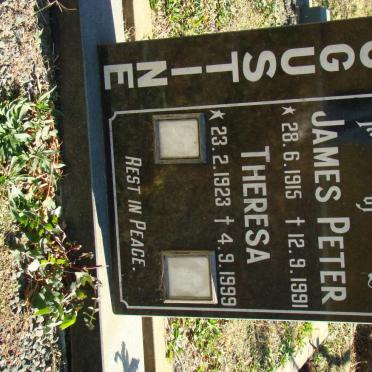 GUSTINE
JAMES PETER
★ 28.6.1915 ✝ 12.9.1991
THERESA
★ 23.2.1923 ✝ 4.9.1999
REST IN PEACE.